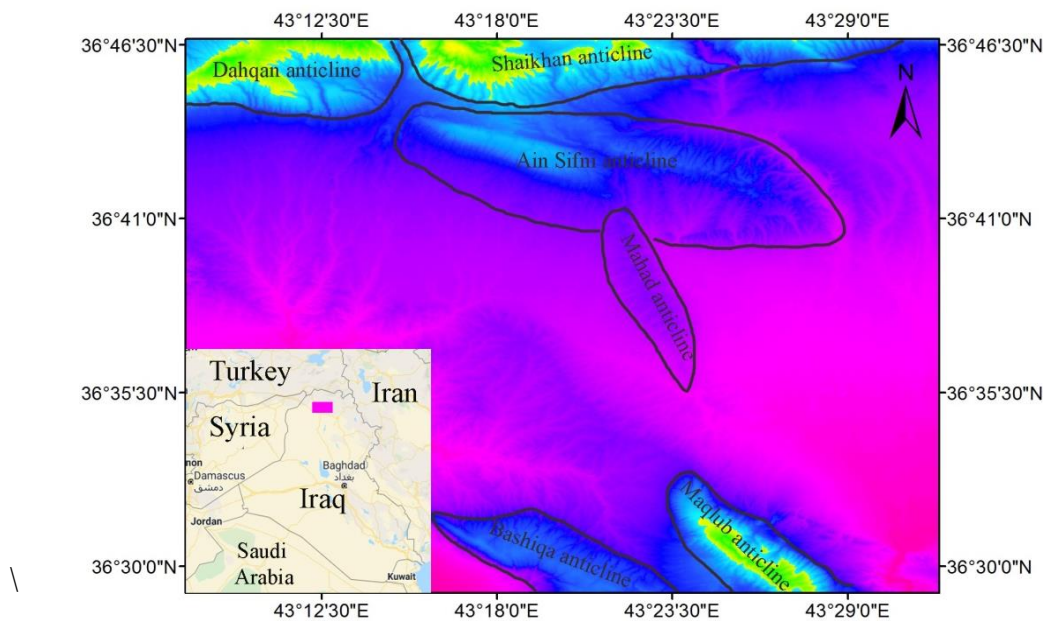 43°12'30"E 43°18'0"E 43°23'30"E 43°29'0"E
36°46'30"N 36°46'30"N
Dahqan anticline
Shaikhan anticline
N
Ain Sifni anticline
36°41'0"N 36°41'0"N
Mahad anticline
36°35'30"N 36°35'30"N
Turkey
Iran
Syria
Baghdad
بغداد
non
Damascus
دمشق
Iraq
Jordan
Saudi
Arabia
Kuwait
Maqlub anticline
Bashiqa anticline
36°30'0"N 36°30'0"N
\
43°12'30"E 43°18'0"E 43°23'30"E 43°29'0"E